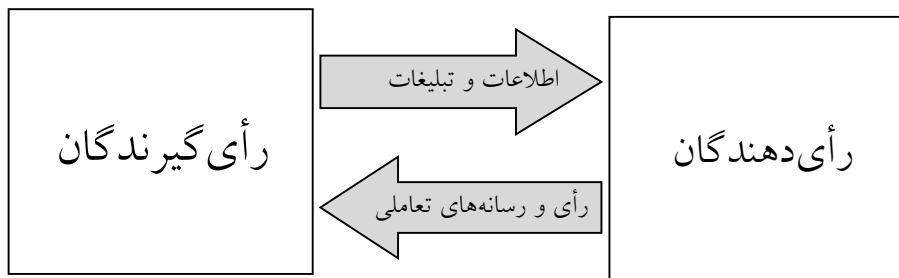 اطلاعات و تبلیغات
رأی‌دهندگان
رأی‌گیرندگان
رأی و رسانه‌های تعاملی